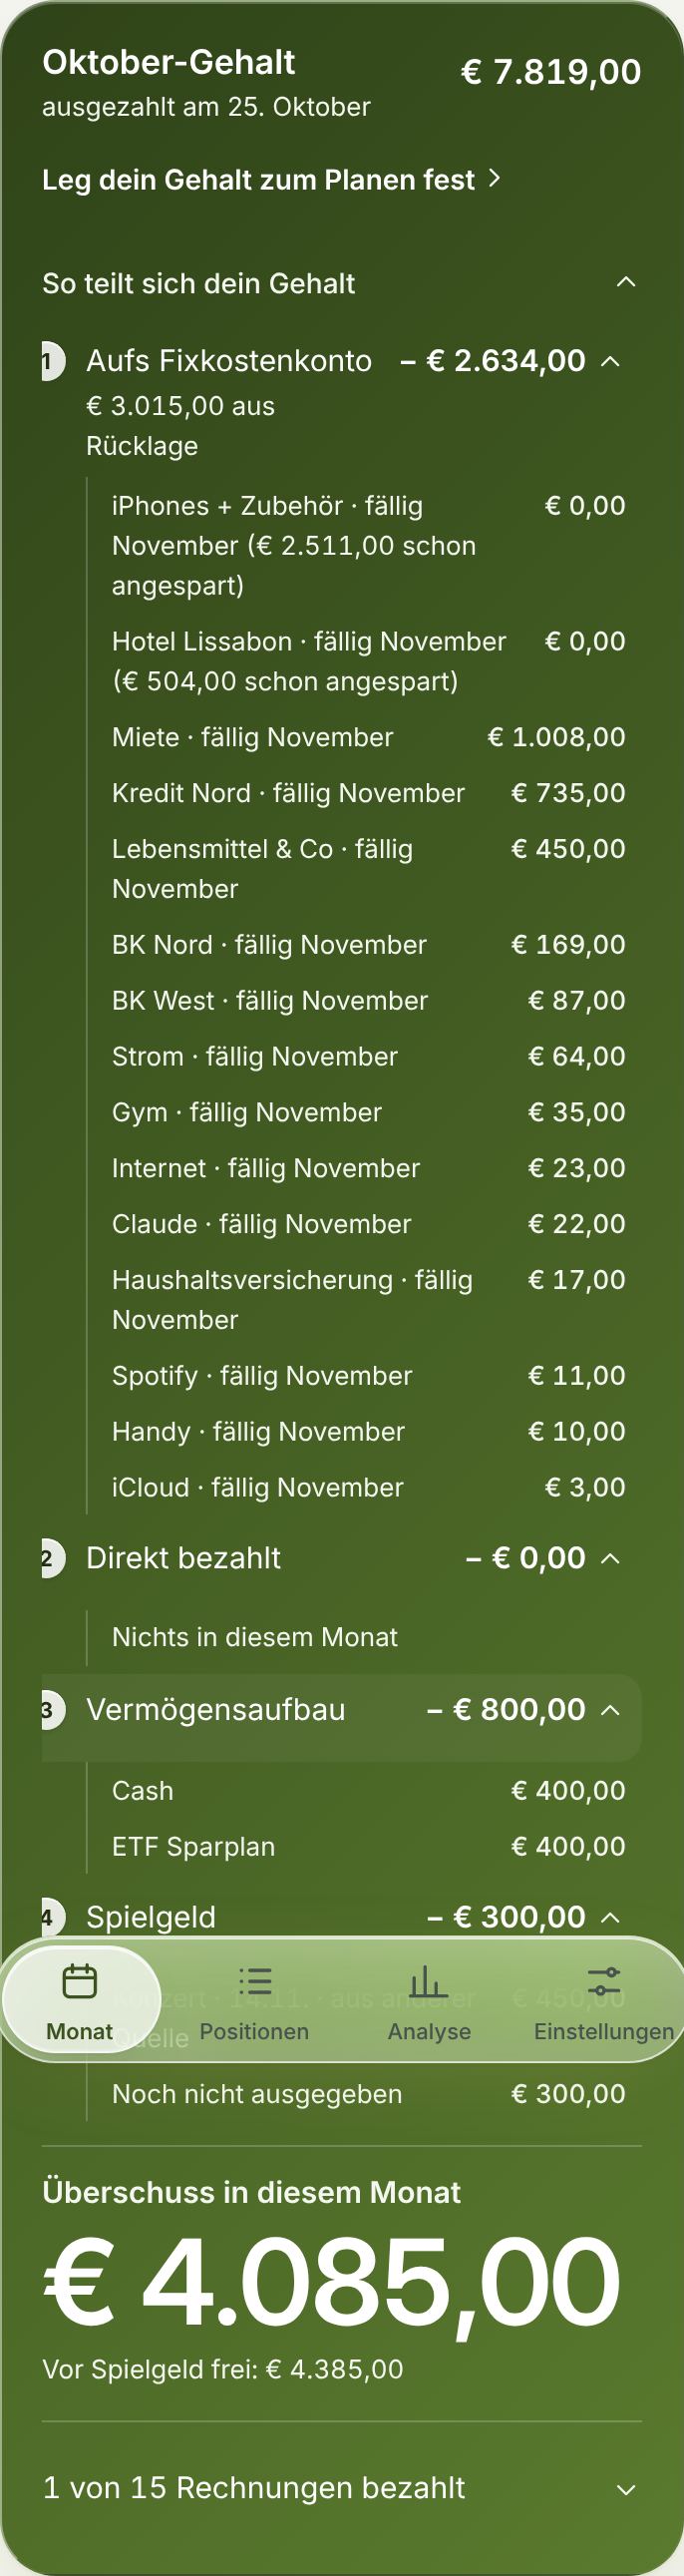 Oktober-Gehalt
€ 7.819,00
ausgezahlt am 25. Oktober
Leg dein Gehalt zum Planen fest
So teilt sich dein Gehalt
1 Aufs Fixkostenkonto – € 2.634,00
€ 3.015,00 aus
Rücklage
iPhones + Zubehör · fällig € 0,00
November (€ 2.511,00 schon
angespart)
Hotel Lissabon · fällig November € 0,00
(€ 504,00 schon angespart)
Miete · fällig November € 1.008,00
Kredit Nord · fällig November € 735,00
Lebensmittel & Co · fällig € 450,00
November
BK Nord · fällig November € 169,00
BK West · fällig November € 87,00
Strom · fällig November € 64,00
Gym · fällig November € 35,00
Internet · fällig November € 23,00
Claude · fällig November € 22,00
Haushaltsversicherung · fällig € 17,00
November
Spotify · fällig November € 11,00
Handy · fällig November € 10,00
iCloud · fällig November € 3,00
2 Direkt bezahlt – € 0,00
Nichts in diesem Monat
3 Vermögensaufbau – € 800,00
Cash € 400,00
ETF Sparplan € 400,00
4 Spielgeld – € 300,00
Konzert · 14.11. · aus anderer € 450,00
Quelle
Monat Positionen Analyse Einstellungen
Noch nicht ausgegeben € 300,00
Überschuss in diesem Monat
€ 4.085,00
Vor Spielgeld frei: € 4.385,00
1 von 15 Rechnungen bezahlt